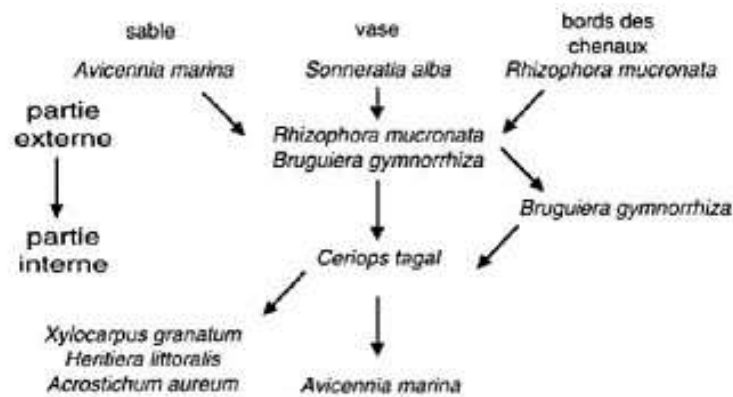 sable
vase
bords des
chenaux
Avicennia marina
Sonneratia alba
Rhizophora mucronata
partie
externe
Rhizophora mucronata
Bruguiera gymnorrhiza
Bruguiera gymnorrhiza
partie
interne
Ceriops tagal
Xylocarpus granatum
Heritiera littoralis
Acrostichum aureum
Avicennia marina